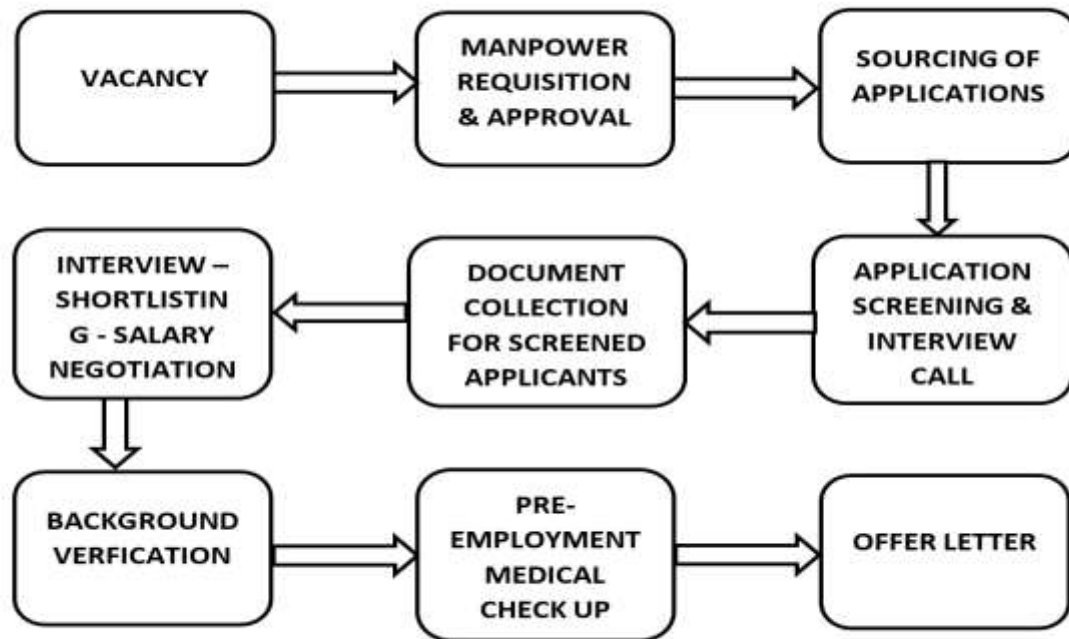 VACANCY
MANPOWER
REQUISITION
& APPROVAL
SOURCING OF
APPLICATIONS
APPLICATION
SCREENING &
INTERVIEW
CALL
DOCUMENT
COLLECTION
FOR SCREENED
APPLICANTS
INTERVIEW –
SHORTLISTIN
G - SALARY
NEGOTIATION
BACKGROUND
VERFICATION
PRE-
EMPLOYMENT
MEDICAL
CHECK UP
OFFER LETTER